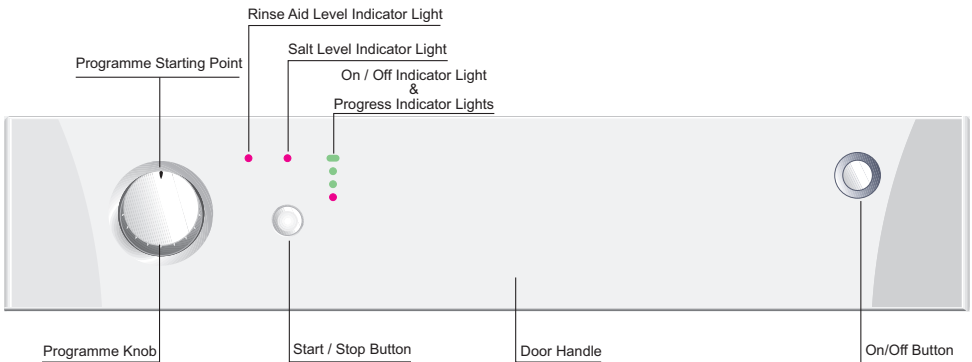 Rinse Aid Level Indicator Light
Salt Level Indicator Light
Programme Starting Point
On / Off Indicator Light
&
Progress Indicator Lights
Programme Knob
Start / Stop Button
Door Handle
On/Off Button